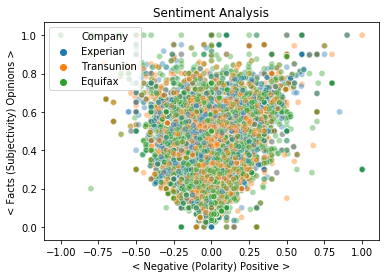 Sentiment Analysis
Company
Experian
Transunion
Equifax
< Facts (Subjectivity) Opinions >
1.0
0.8
0.6
0.4
0.2
0.0
−1.00 −0.75 −0.50 −0.25 0.00 0.25 0.50 0.75 1.00
< Negative (Polarity) Positive >